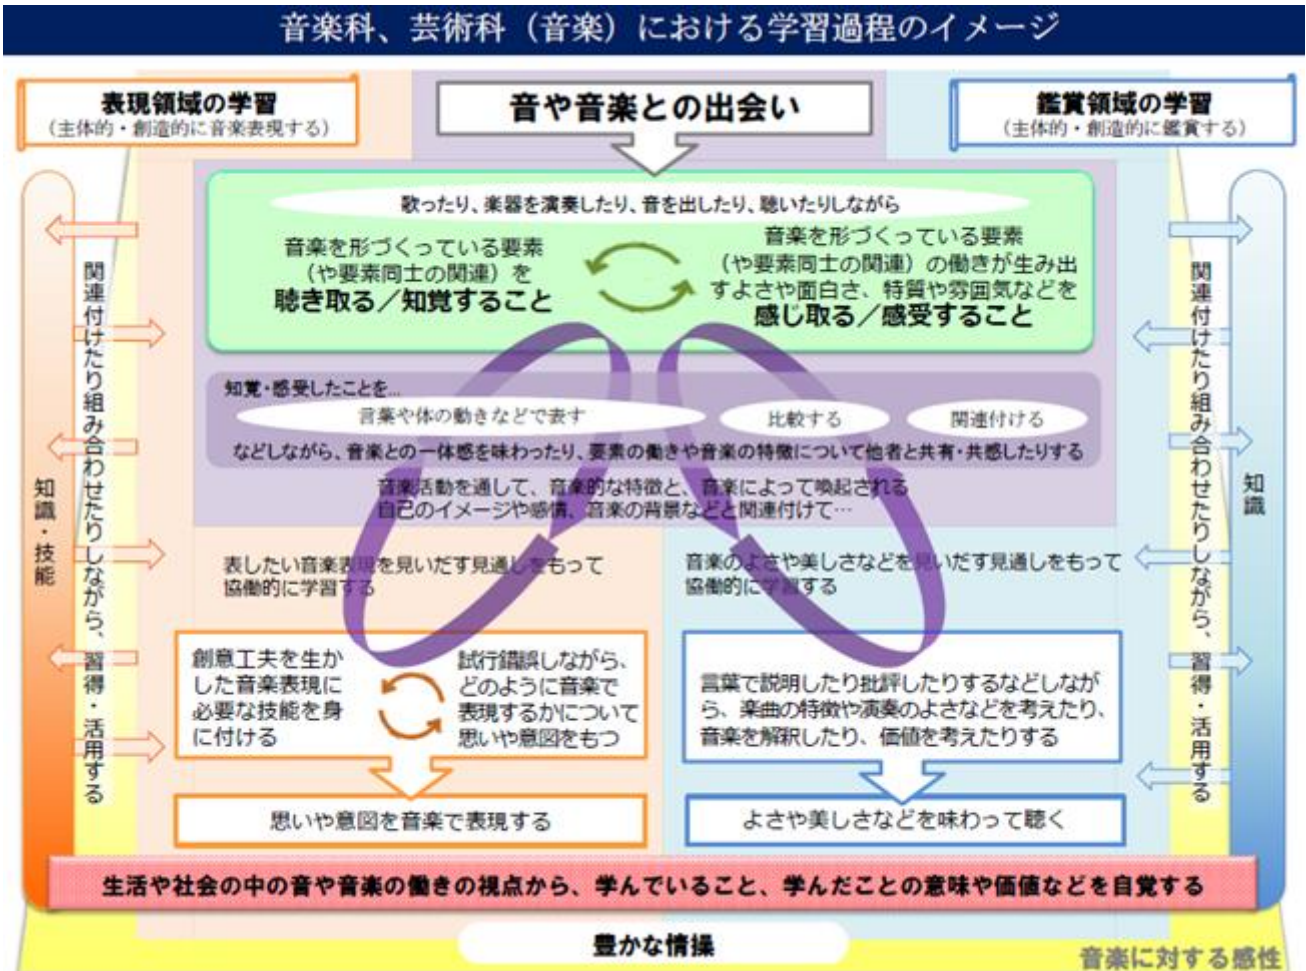 音楽科、芸術科（音楽）における学習過程のイメージ
表現領域の学習
（主体的・創造的に音楽表現する）
音や音楽との出会い
鑑賞領域の学習
（主体的・創造的に鑑賞する）
歌ったり、楽器を演奏したり、音を出したり、聴いたりしながら
音楽を形づくっている要素
（や要素同士の関連）を
聴き取る／知覚すること
音楽を形づくっている要素
（や要素同士の関連）の働きが生み出
すよさや面白さ、特質や雰囲気などを
感じ取る／感受すること
知覚・感受したことを…
言葉や体の動きなどで表す
比較する
関連付ける
などしながら、音楽との一体感を味わったり、要素の働きや音楽の特徴について他者と共有・共感したりする
音楽活動を通して、音楽的な特徴と、音楽によって喚起される
自己のイメージや感情、音楽の背景などと関連付けて…
知識・技能
関連付けたり組み合わせたりしながら、習得・活用する
表したい音楽表現を見いだす見通しをもって
協働的に学習する
音楽のよさや美しさなどを見いだす見通しをもって
協働的に学習する
関連付けたり組み合わせたりしながら、習得・活用する
知識
創意工夫を生か
した音楽表現に
必要な技能を身
に付ける
試行錯誤しながら、
どのように音楽で
表現するかについて
思いや意図をもつ
言葉で説明したり批評したりするなどしなが
ら、楽曲の特徴や演奏のよさなどを考えたり、
音楽を解釈したり、価値を考えたりする
思いや意図を音楽で表現する
よさや美しさなどを味わって聴く
生活や社会の中の音や音楽の働きの視点から、学んでいること、学んだことの意味や価値などを自覚する
豊かな情操
音楽に対する感性